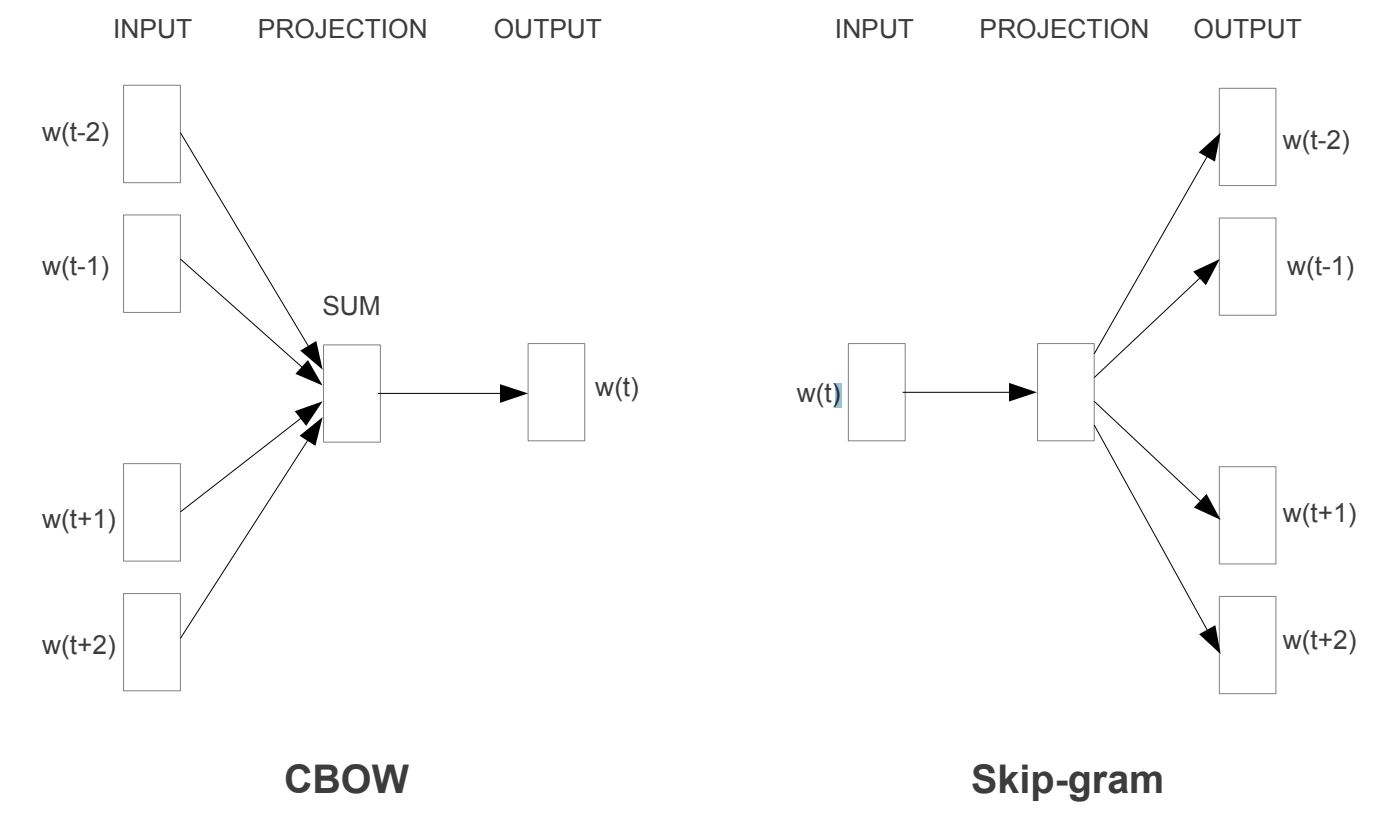 INPUT PROJECTION OUTPUT
w(t-2)
w(t-1)
SUM
w(t)
w(t+1)
w(t+2)
CBOW
INPUT PROJECTION OUTPUT
w(t-2)
w(t-1)
w(t)
w(t+1)
w(t+2)
Skip-gram